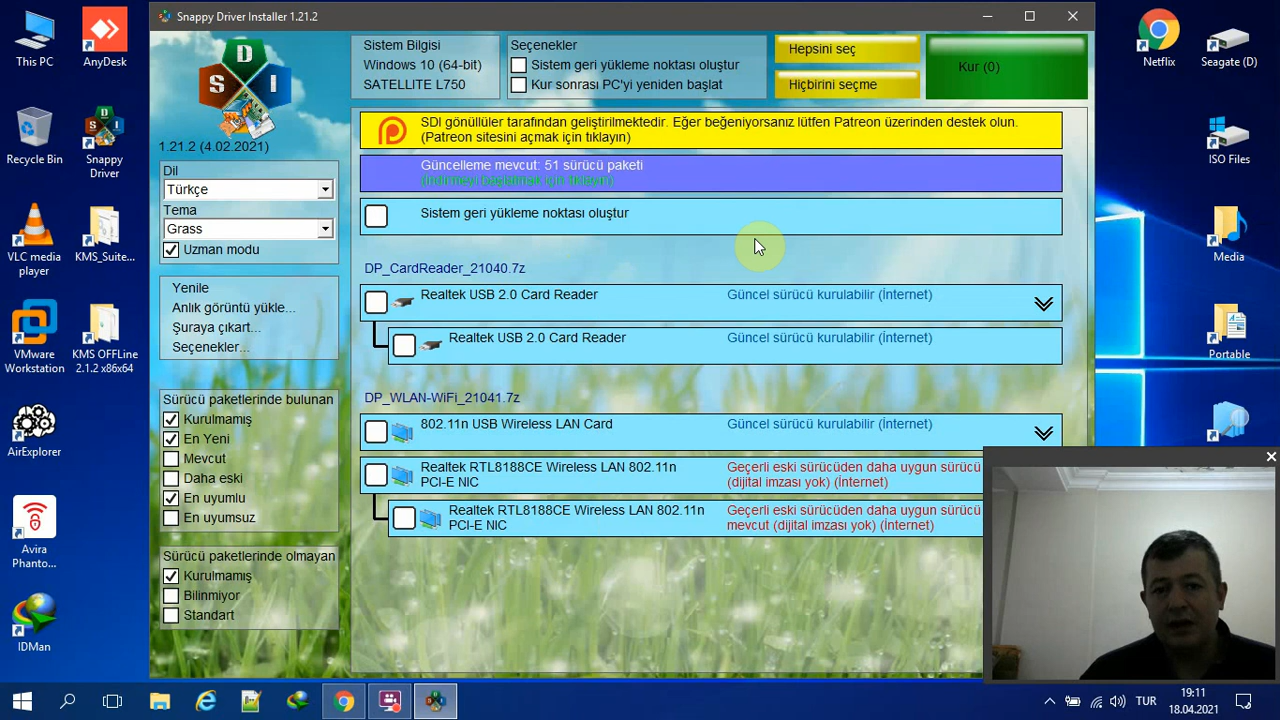 This PC
AnyDesk
Recycle Bin
Snappy
Driver
VLC media
player
KMS_Suite...
VMware
Workstation
KMS OFFLine
2.1.2 x86x64
AirExplorer
Avira
Phanto...
IDMan
Snappy Driver Installer 1.21.2
S
D
I
1.21.2 (4.02.2021)
Dil
Türkçe
Tema
Grass
Uzman modu
Yenile
Anlık görüntü yükle...
Şuraya çıkart...
Seçenekler...
Sürücü paketlerinde bulunan
Kurulmamış
En Yeni
Mevcut
Daha eski
En uyumlu
En uyumsuz
Sürücü paketlerinde olmayan
Kurulmamış
Bilinmiyor
Standart
Sistem Bilgisi
Windows 10 (64-bit)
SATELLITE L750
Seçenekler
Sistem geri yükleme noktası oluştur
Kur sonrası PC'yi yeniden başlat
Hepsini seç
Hiçbirini seçme
Kur (0)
SDI gönüllüler tarafından geliştirilmektedir. Eğer beğeniyorsanız lütfen Patreon üzerinden destek olun.
(Patreon sitesini açmak için tıklayın)
Güncelleme mevcut: 51 sürücü paketi
(İndirmeyi başlatmak için tıklayın)
Sistem geri yükleme noktası oluştur
DP_CardReader_21040.7z
Realtek USB 2.0 Card Reader
Güncel sürücü kurulabilir (İnternet)
Realtek USB 2.0 Card Reader
Güncel sürücü kurulabilir (İnternet)
DP_WLAN-WiFi_21041.7z
802.11n USB Wireless LAN Card
Güncel sürücü kurulabilir (İnternet)
Realtek RTL8188CE Wireless LAN 802.11n
PCI-E NIC
Geçerli eski sürücüden daha uygun sürücü
(dijital imzası yok) (İnternet)
Realtek RTL8188CE Wireless LAN 802.11n
PCI-E NIC
Geçerli eski sürücüden daha uygun sürücü
mevcut (dijital imzası yok) (İnternet)
Netflix
Seagate (D)
ISO Files
Media
Portable
TUR
19:11
18.04.2021